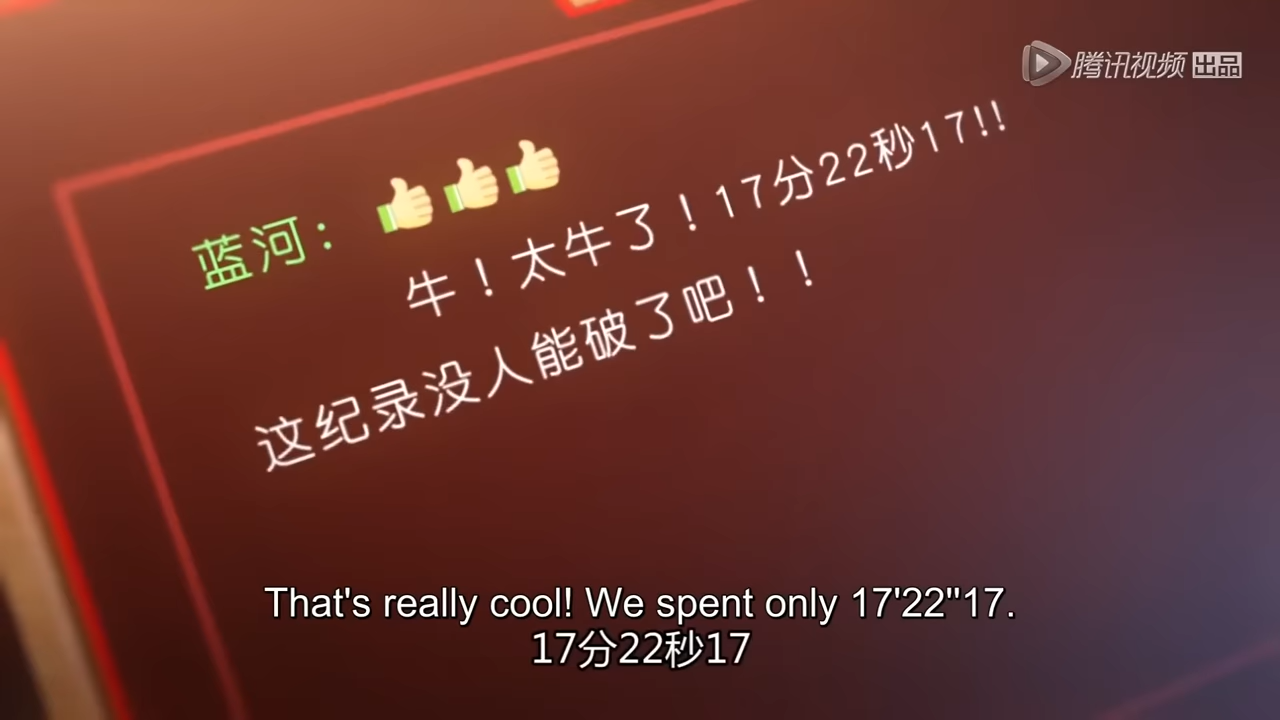 腾讯视频 出品
蓝河：👍👍👍
牛！太牛了！17分22秒17!!
这纪录没人能破了吧！！
That's really cool! We spent only 17'22"17.
17分22秒17